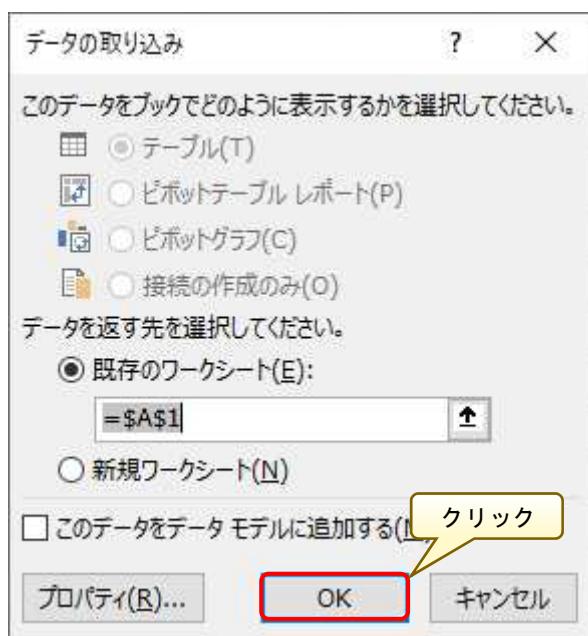 データの取り込み ? ×
このデータをブックでどのように表示するかを選択してください。
テーブル(T)
ピボットテーブル レポート(P)
ピボットグラフ(C)
接続の作成のみ(O)
データを返す先を選択してください。
既存のワークシート(E):
=$A$1
新規ワークシート(N)
このデータをデータ モデルに追加する(M)
クリック
プロパティ(R)... OK キャンセル